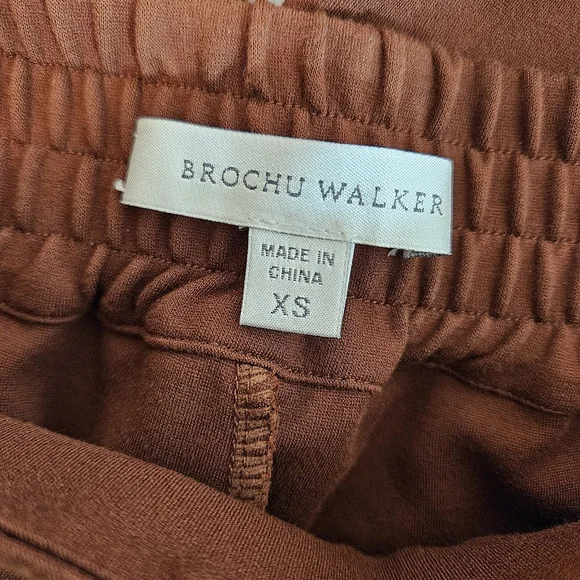 BROCHU WALKER
MADE IN
CHINA
XS